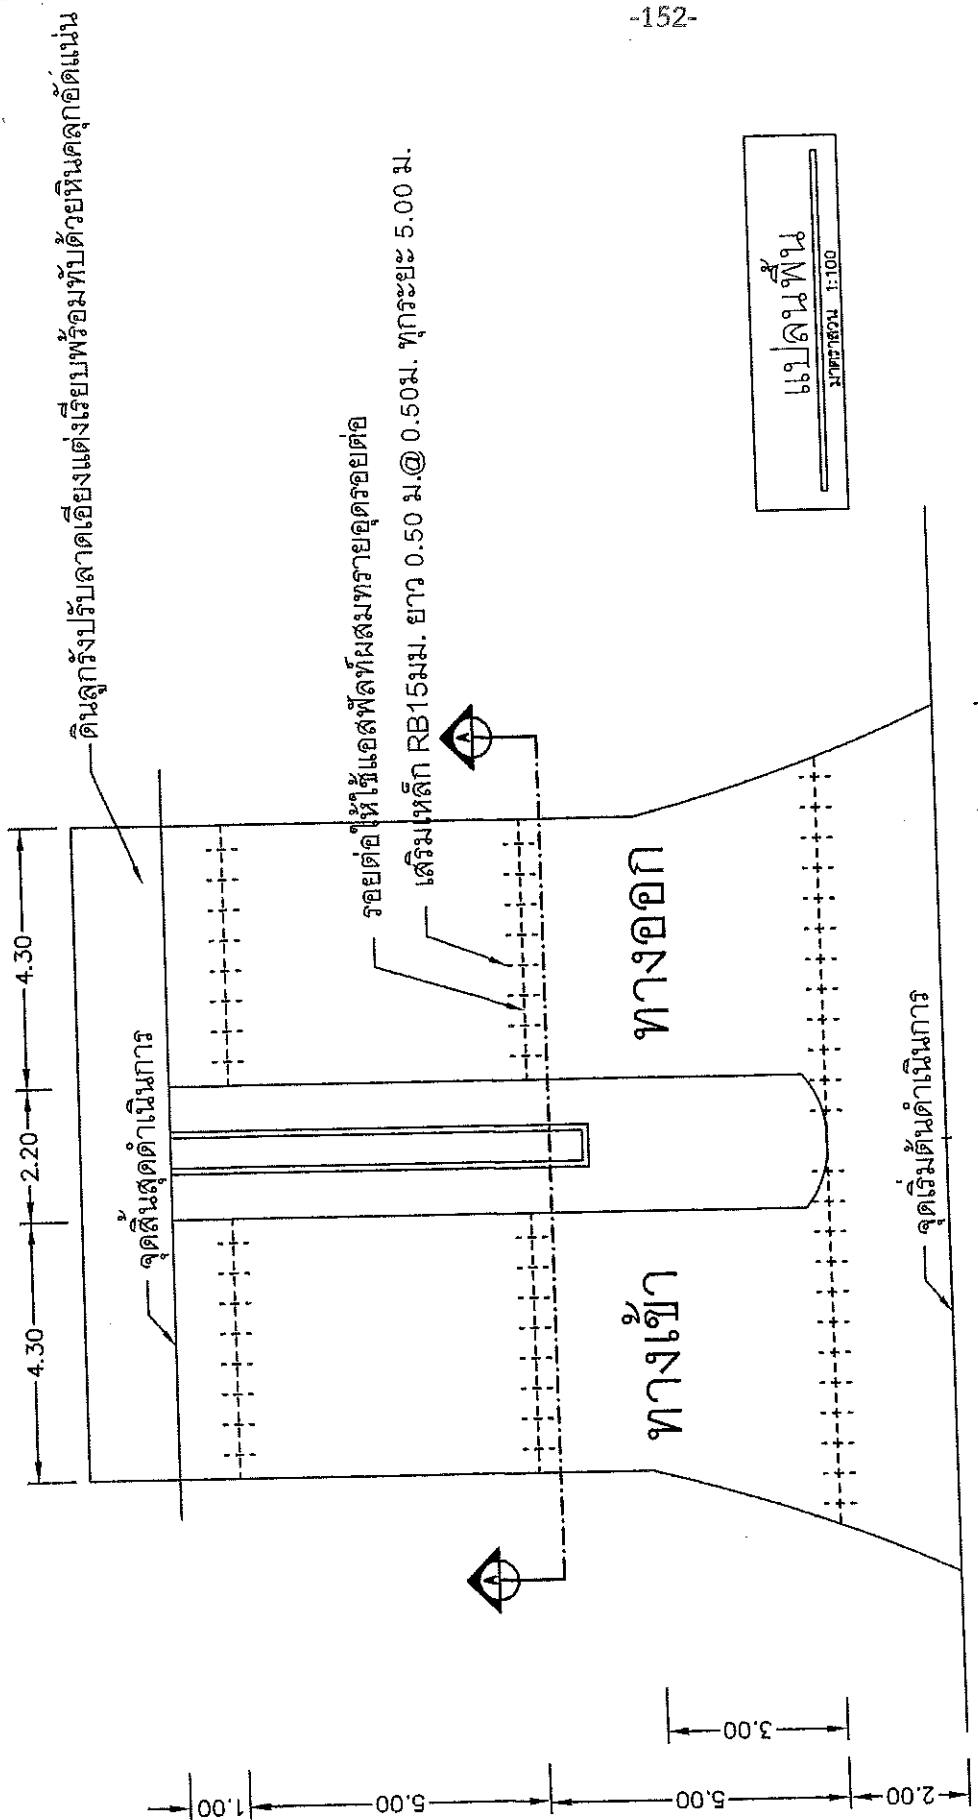 -152-
ดินลูกรังปรับลาดเอียงแต่งเรียบพร้อมทับด้วยหินคลุกอัดแน่น
4.30
2.20
4.30
จุดสิ้นสุดดำเนินการ
รอยต่อให้ใช้แอสฟัลท์ผสมทรายอุดรอยต่อ
เสริมเหล็ก RB15มม. ยาว 0.50 ม.@ 0.50ม. ทุกระยะ 5.00 ม.
A
A
ทางเข้า
ทางออก
จุดเริ่มต้นดำเนินการ
1.00
5.00
5.00
3.00
2.00
แปลนพื้น
มาตราส่วน 1:100